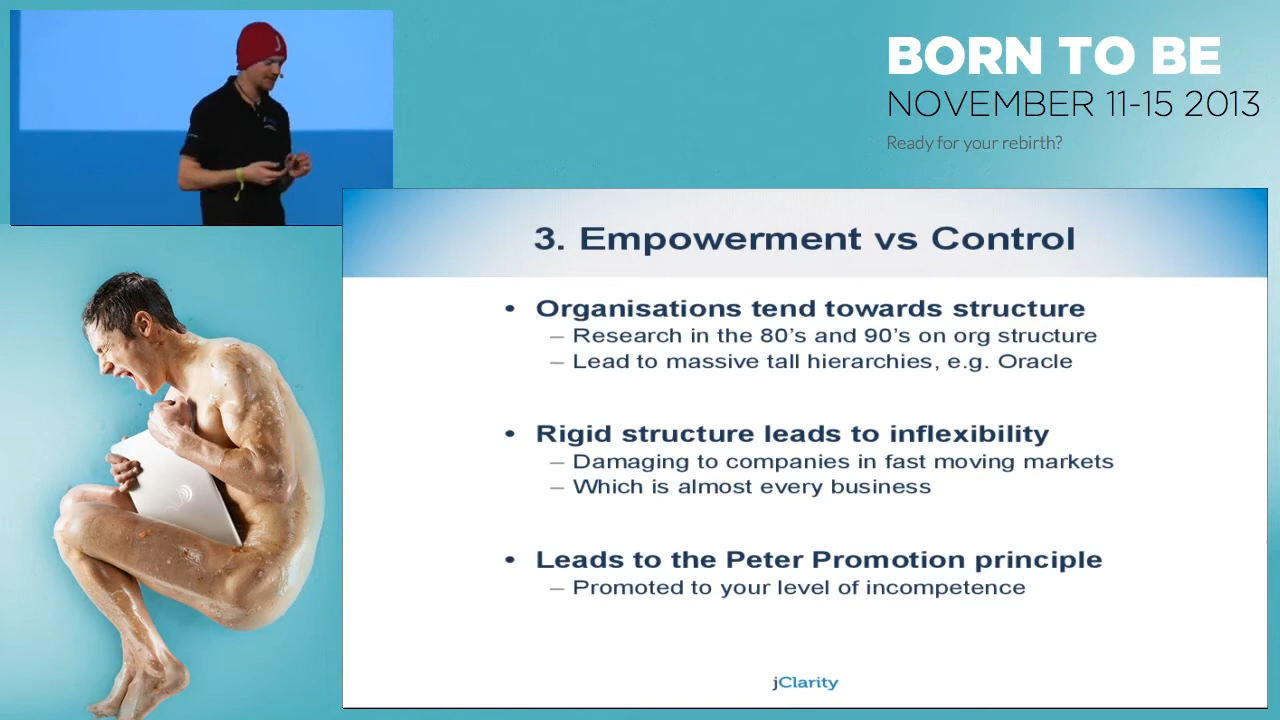 BORN TO BE
NOVEMBER 11-15 2013
Ready for your rebirth?
3. Empowerment vs Control
• Organisations tend towards structure
– Research in the 80’s and 90’s on org structure
– Lead to massive tall hierarchies, e.g. Oracle
• Rigid structure leads to inflexibility
– Damaging to companies in fast moving markets
– Which is almost every business
• Leads to the Peter Promotion principle
– Promoted to your level of incompetence
jClarity